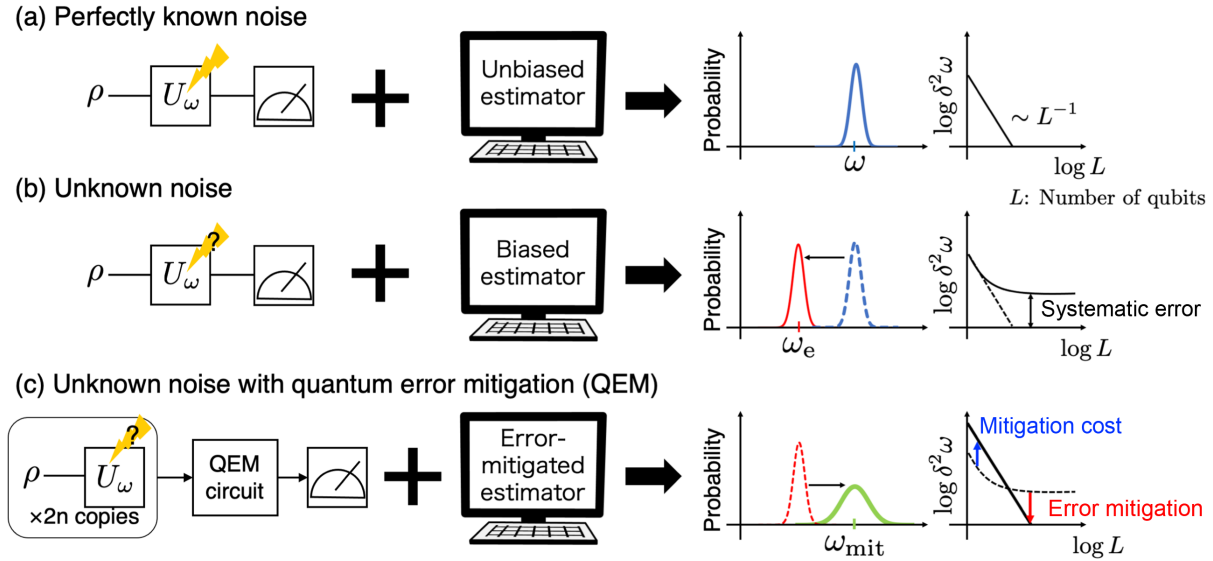 (a) Perfectly known noise
ρ
U_ω
Unbiased
estimator
Probability
ω
log δ²ω
~ L⁻¹
log L
L: Number of qubits
(b) Unknown noise
ρ
U_ω
?
Biased
estimator
Probability
ω_e
log δ²ω
Systematic error
log L
(c) Unknown noise with quantum error mitigation (QEM)
ρ
U_ω
?
×2n copies
QEM
circuit
Error-
mitigated
estimator
Probability
ω_mit
log δ²ω
Mitigation cost
Error mitigation
log L